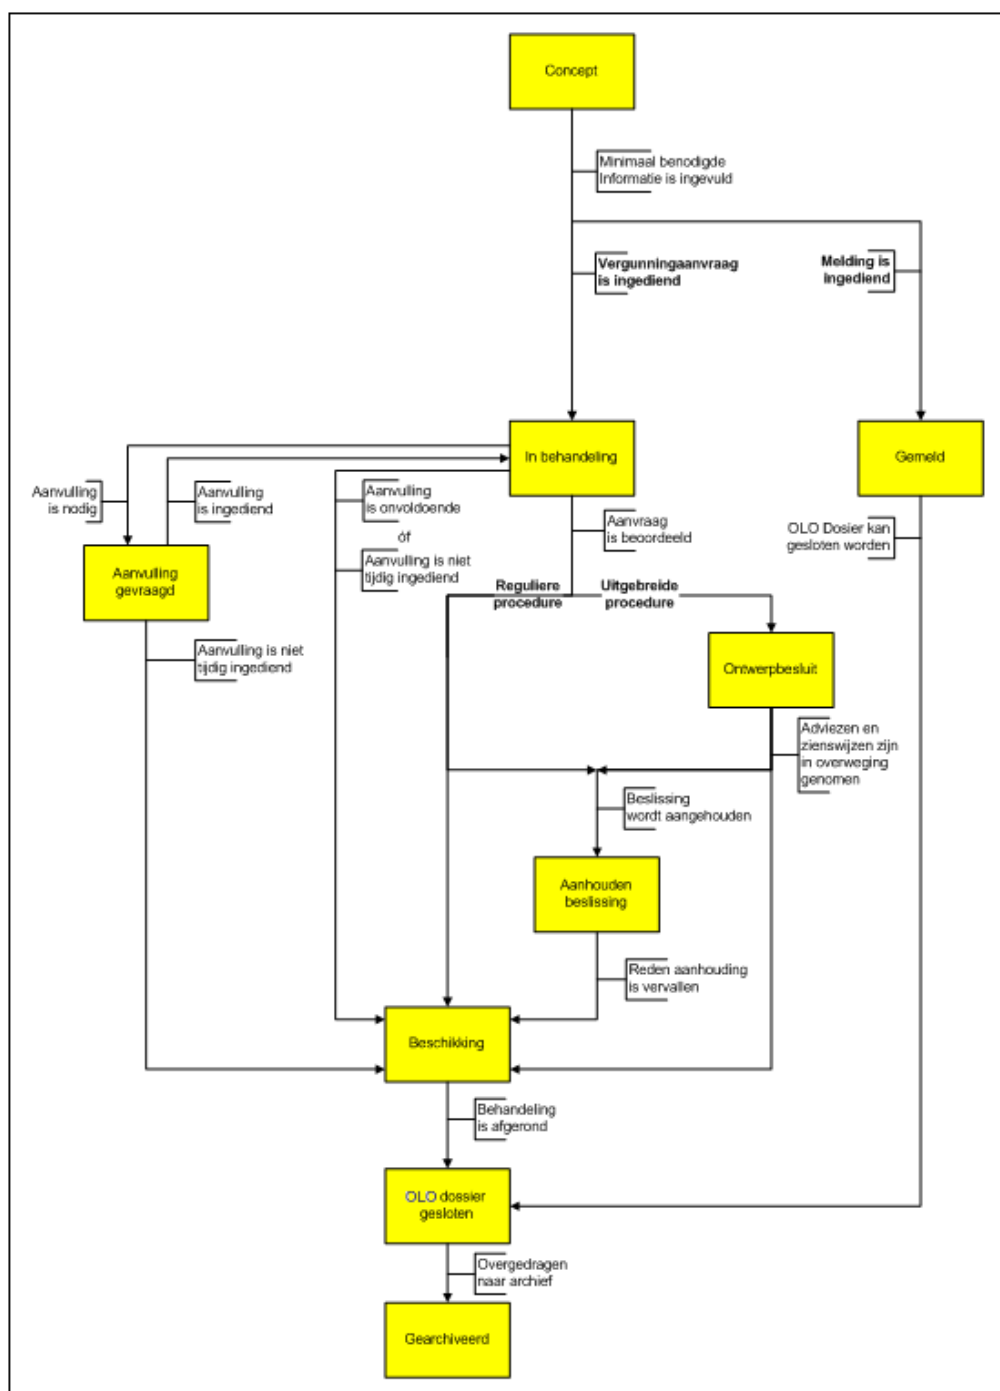 Concept
Minimaal benodigde
Informatie is ingevuld
Vergunningaanvraag
is ingediend
Melding is
ingediend
In behandeling
Gemeld
Aanvulling
is nodig
Aanvulling
is ingediend
Aanvulling
is onvoldoende
óf
Aanvulling is niet
tijdig ingediend
Aanvraag
is beoordeeld
OLO Dosier kan
gesloten worden
Aanvulling
gevraagd
Reguliere
procedure
Uitgebreide
procedure
Aanvulling is niet
tijdig ingediend
Ontwerpbesluit
Adviezen en
zienswijzen zijn
in overweging
genomen
Beslissing
wordt aangehouden
Aanhouden
beslissing
Reden aanhouding
is vervallen
Beschikking
Behandeling
is afgerond
OLO dossier
gesloten
Overgedragen
naar archief
Gearchiveerd